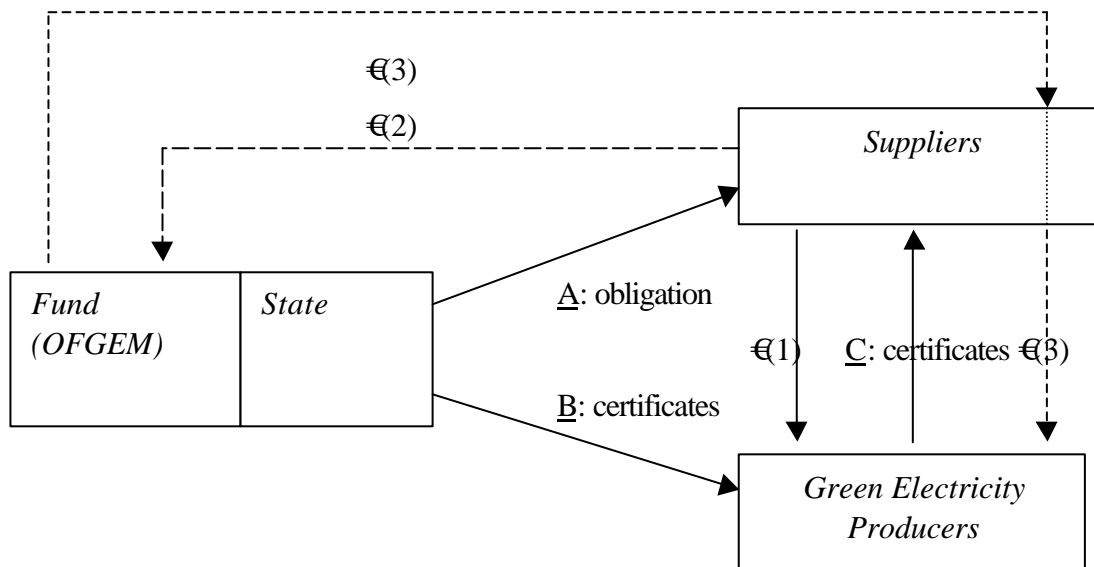 €(3)
€(2)
Suppliers
Fund
(OFGEM)
State
A: obligation
€(1)
C: certificates €(3)
B: certificates
Green Electricity
Producers